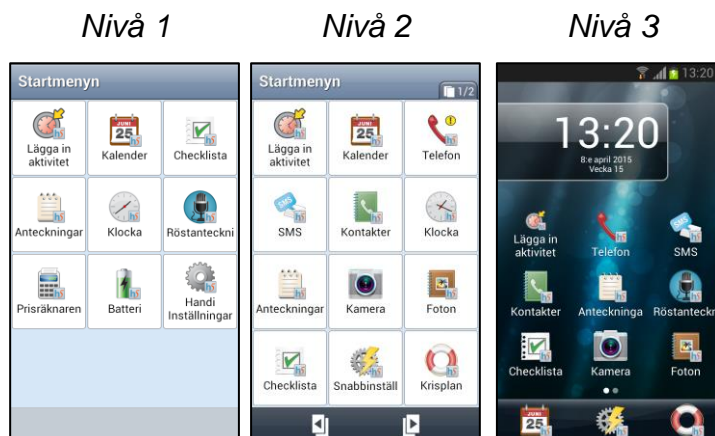 Nivå 1
Nivå 2
Nivå 3
Startmenyn
Lägga in
aktivitet
JUNI
25
Kalender
Checklista
Anteckningar
Klocka
Röstanteckni
Prisräknaren
Batteri
Handi
Inställningar
Startmenyn
1/2
Lägga in
aktivitet
JUNI
25
Kalender
Telefon
SMS
SMS
Kontakter
Klocka
Anteckningar
Kamera
Foton
Checklista
Snabbinställ
Krisplan
13:20
13:20
8:e april 2015
Vecka 15
Lägga in
aktivitet
Telefon
SMS
SMS
Kontakter
Anteckninga
Röstanteckn
Checklista
Kamera
Foton
JUNI
25